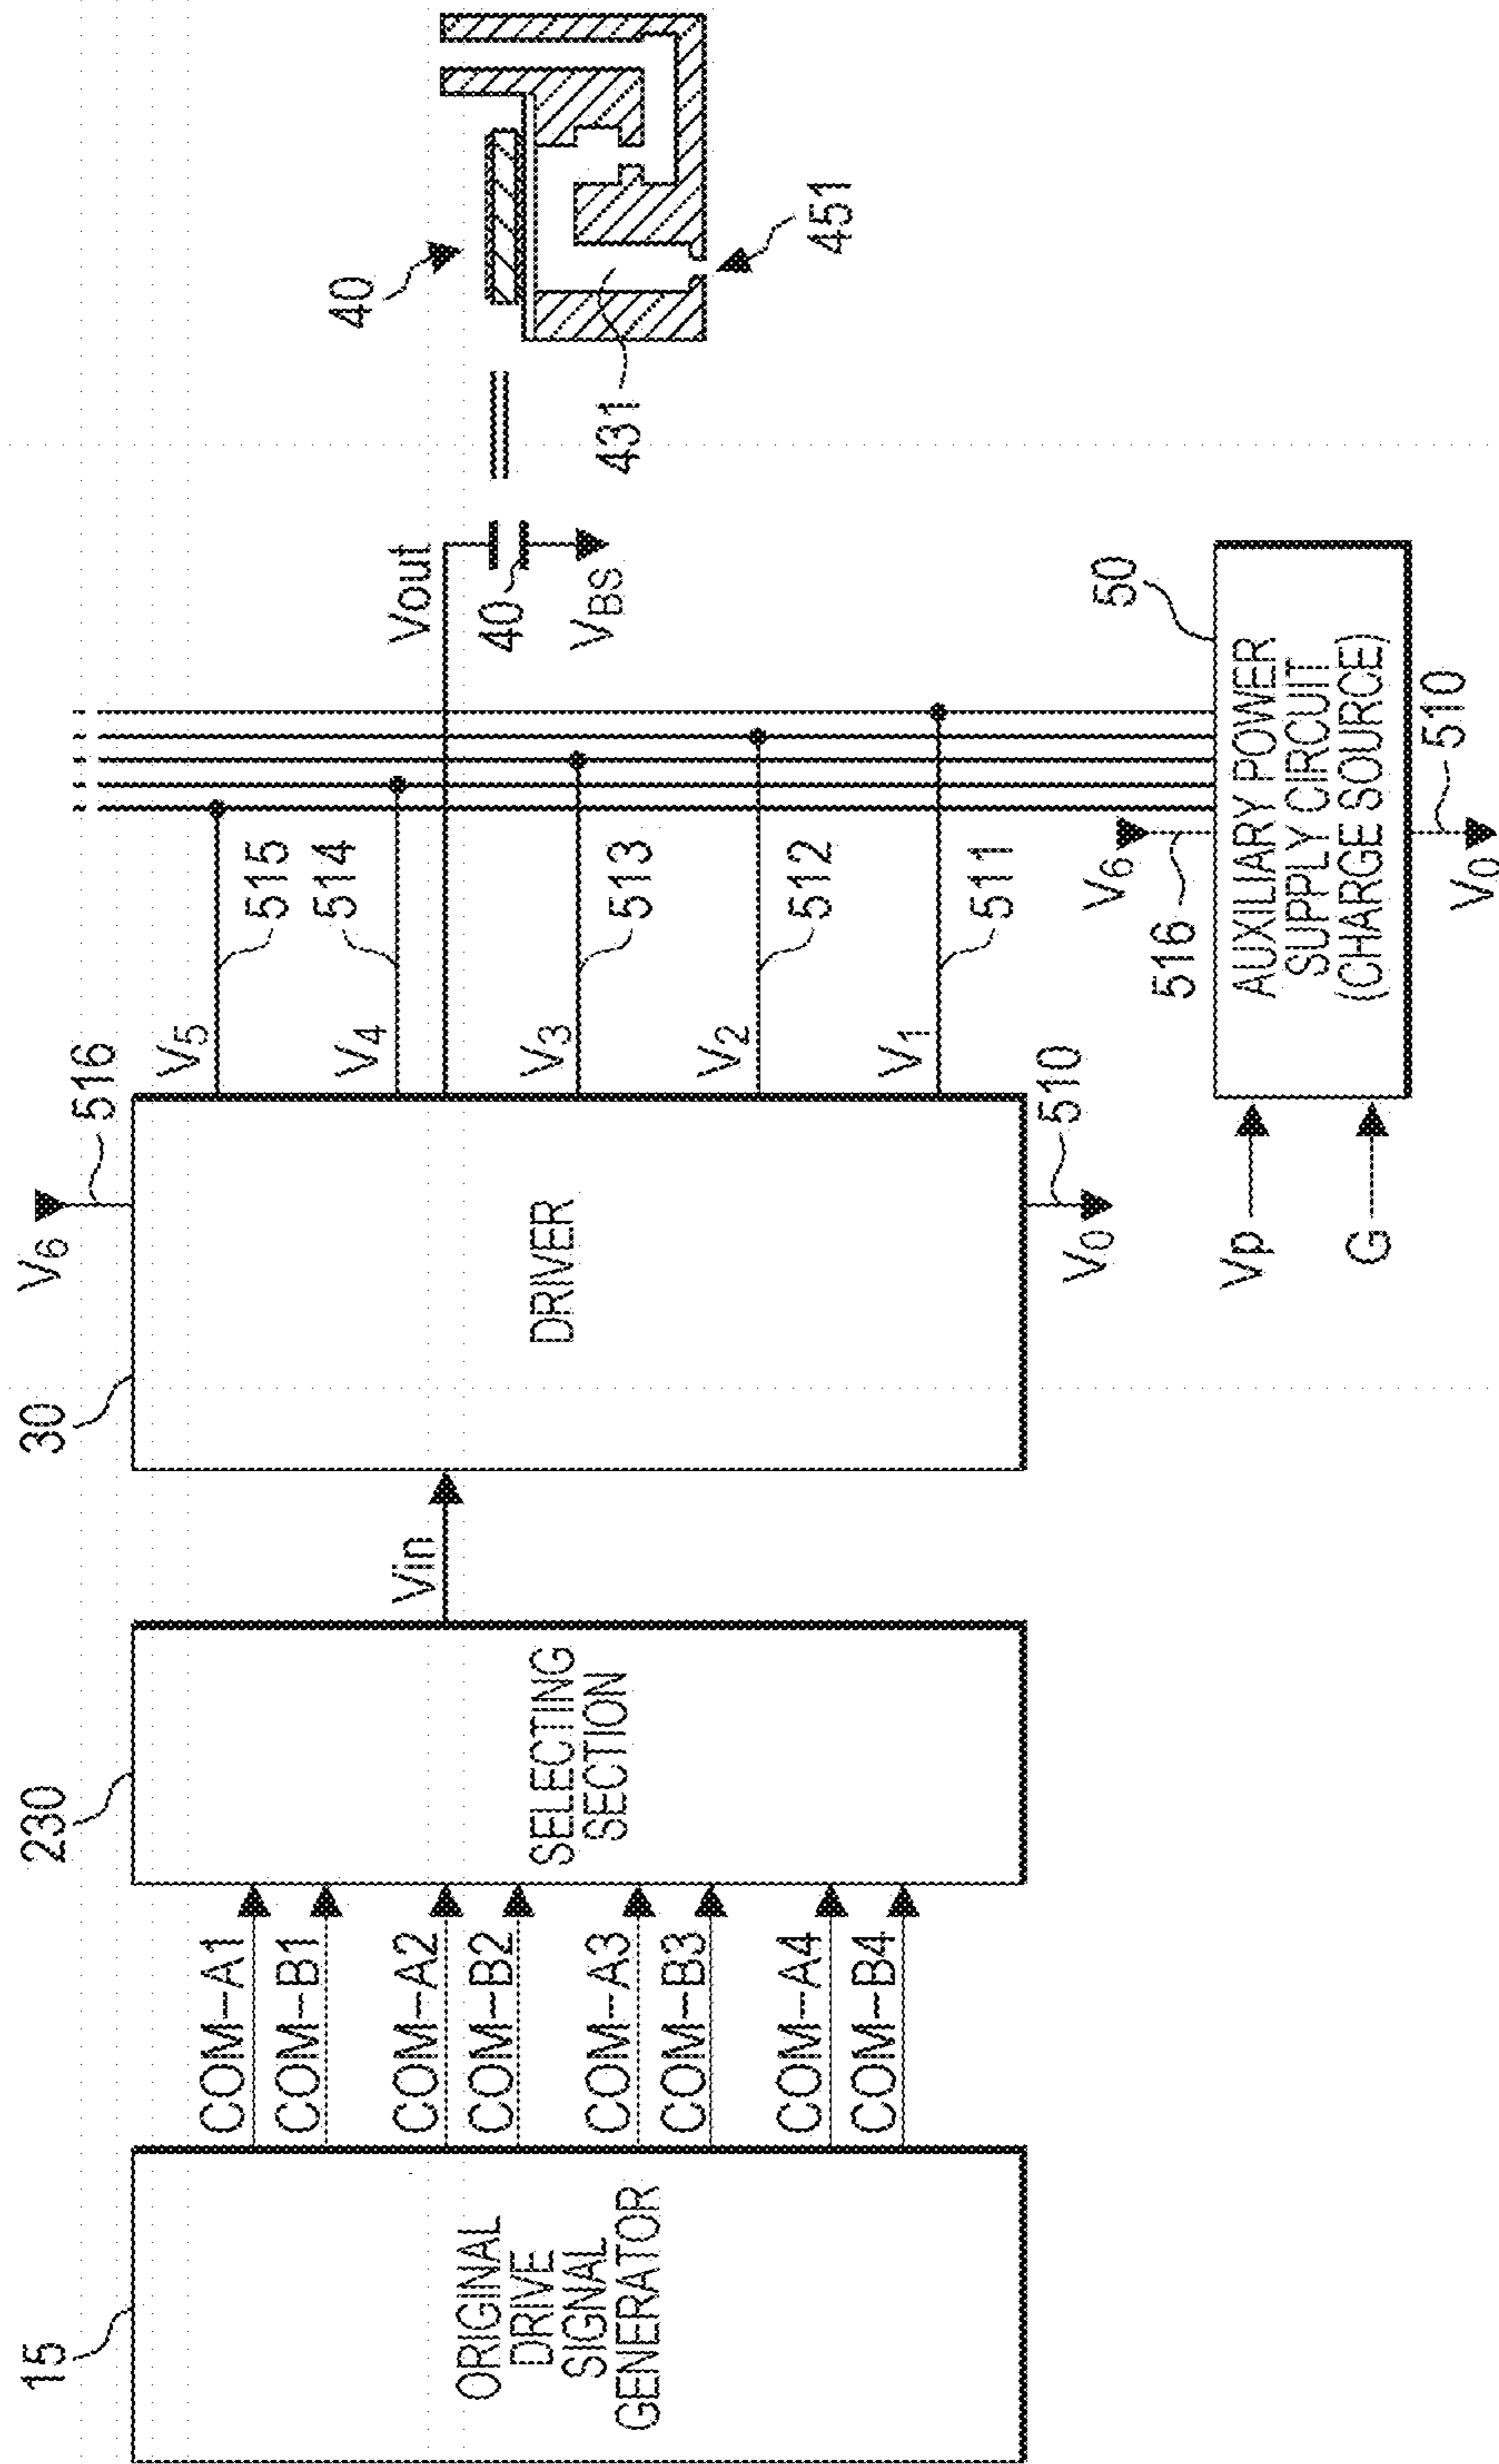 15
ORIGINAL
DRIVE
SIGNAL
GENERATOR
COM–A1
COM–B1
COM–A2
COM–B2
COM–A3
COM–B3
COM–A4
COM–B4
230
SELECTING
SECTION
Vin
30
DRIVER
V6
516
V0
510
V5
515
V4
514
V3
513
V2
512
V1
511
Vout
40
VBS
40
431
451
Vp
G
50
AUXILIARY POWER
SUPPLY CIRCUIT
(CHARGE SOURCE)
V6
516
V0
510